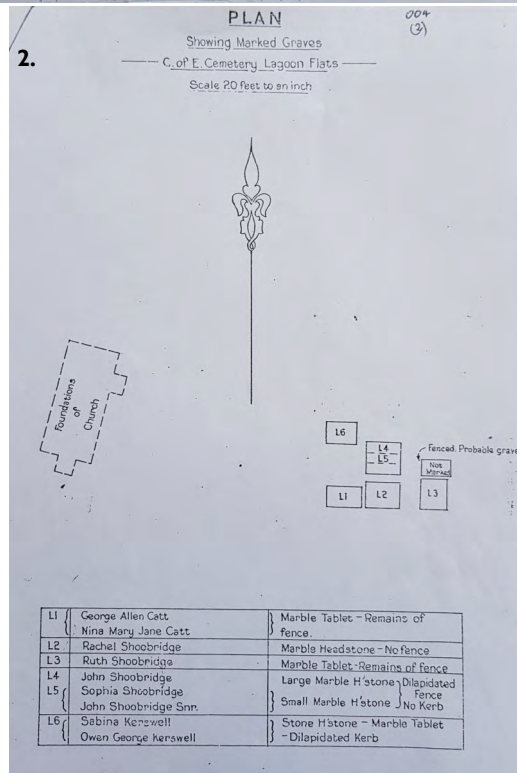 2.
PLAN
004
(3)
Showing Marked Graves
C. of E. Cemetery Lagoon Flats
Scale 20 feet to an inch
Foundations
of
Church
L6
L4
L5
Fenced. Probable grave
Not
Marked
L1
L2
L3
L1 George Allen Catt
Nina Mary Jane Catt
Marble Tablet - Remains of
fence.
L2 Rachel Shoobridge Marble Headstone - No fence
L3 Ruth Shoobridge Marble Tablet - Remains of fence
L4 John Shoobridge Large Marble H'stone
L5 Sophia Shoobridge
John Shoobridge Snr.
Small Marble H'stone
Dilapidated
Fence
No Kerb
L6 Sabina Kerswell
Owen George Kerswell
Stone H'stone - Marble Tablet
- Dilapidated Kerb